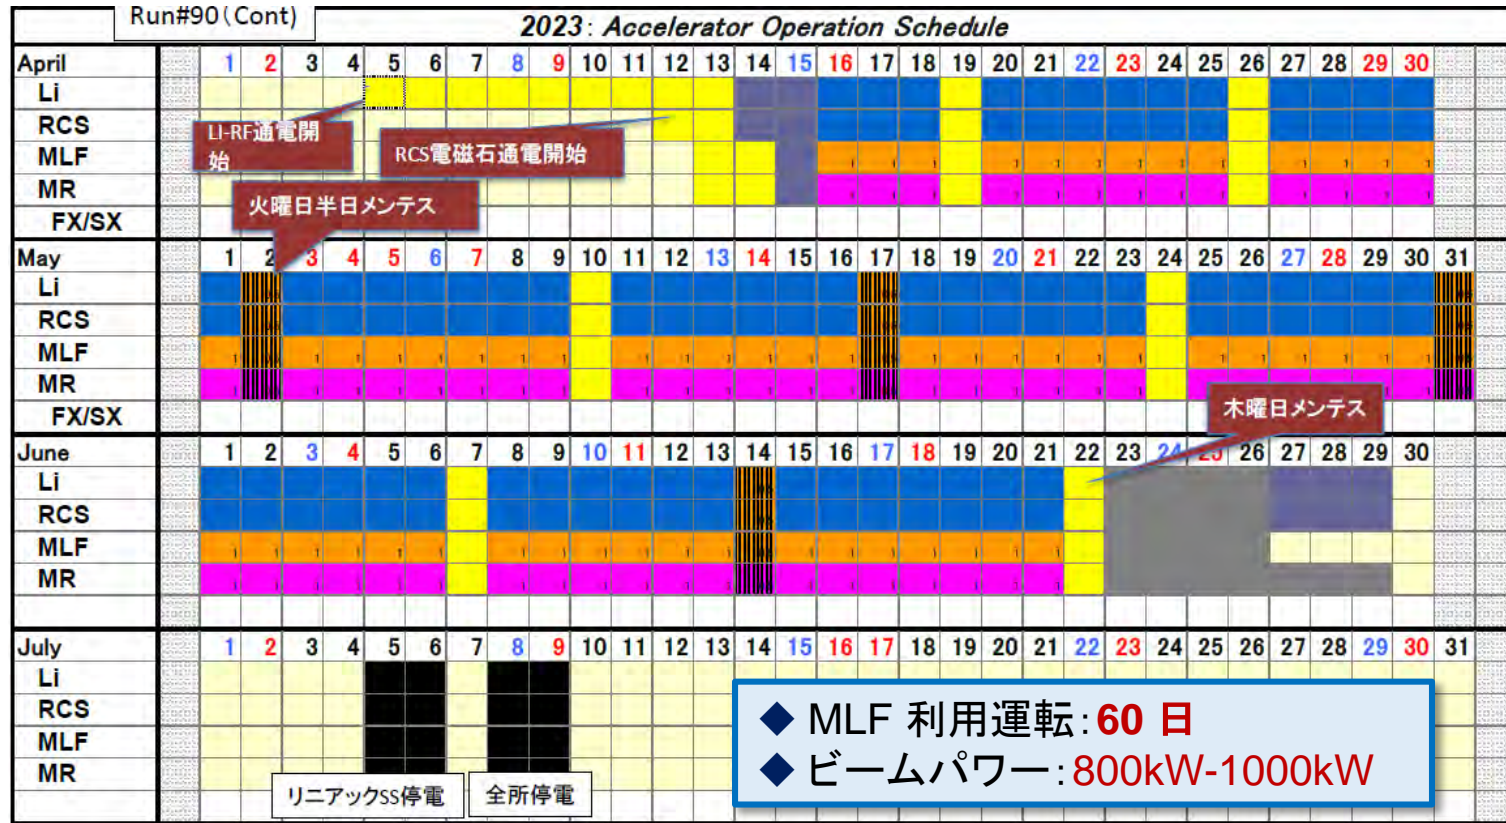 Run#90(Cont)
2023: Accelerator Operation Schedule
April 1 2 3 4 5 6 7 8 9 10 11 12 13 14 15 16 17 18 19 20 21 22 23 24 25 26 27 28 29 30
Li
RCS
MLF
MR
FX/SX
LI-RF通電開
始
RCS電磁石通電開始
火曜日半日メンテス
May 1 2 3 4 5 6 7 8 9 10 11 12 13 14 15 16 17 18 19 20 21 22 23 24 25 26 27 28 29 30 31
Li
RCS
MLF
MR
FX/SX
木曜日メンテス
June 1 2 3 4 5 6 7 8 9 10 11 12 13 14 15 16 17 18 19 20 21 22 23 24 25 26 27 28 29 30
Li
RCS
MLF
MR
July 1 2 3 4 5 6 7 8 9 10 11 12 13 14 15 16 17 18 19 20 21 22 23 24 25 26 27 28 29 30 31
Li
RCS
MLF
MR
リニアックSS停電
全所停電
◆ MLF 利用運転:60 日
◆ ビームパワー:800kW-1000kW